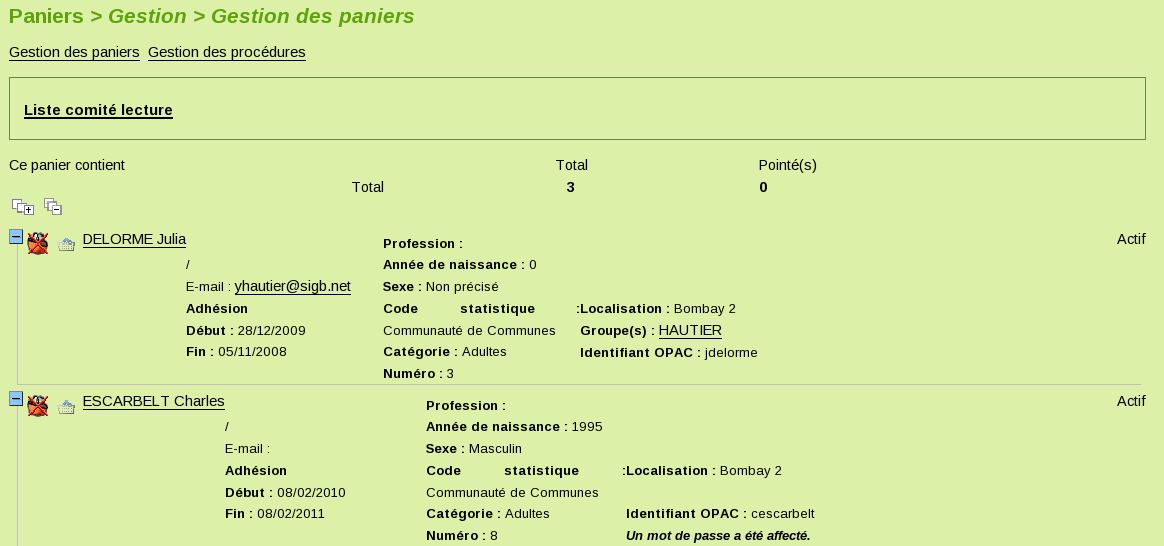 Paniers > Gestion > Gestion des paniers
Gestion des paniers Gestion des procédures
Liste comité lecture
Ce panier contient Total Pointé(s)
Total 3 0
DELORME Julia Profession : Actif
/ Année de naissance : 0
E-mail : yhautier@sigb.net Sexe : Non précisé
Adhésion Code statistique :Localisation : Bombay 2
Début : 28/12/2009 Communauté de Communes Groupe(s) : HAUTIER
Fin : 05/11/2008 Catégorie : Adultes Identifiant OPAC : jdelorme
Numéro : 3
ESCARBELT Charles Profession : Actif
/ Année de naissance : 1995
E-mail : Sexe : Masculin
Adhésion Code statistique :Localisation : Bombay 2
Début : 08/02/2010 Communauté de Communes
Fin : 08/02/2011 Catégorie : Adultes Identifiant OPAC : cescarbelt
Numéro : 8 Un mot de passe a été affecté.